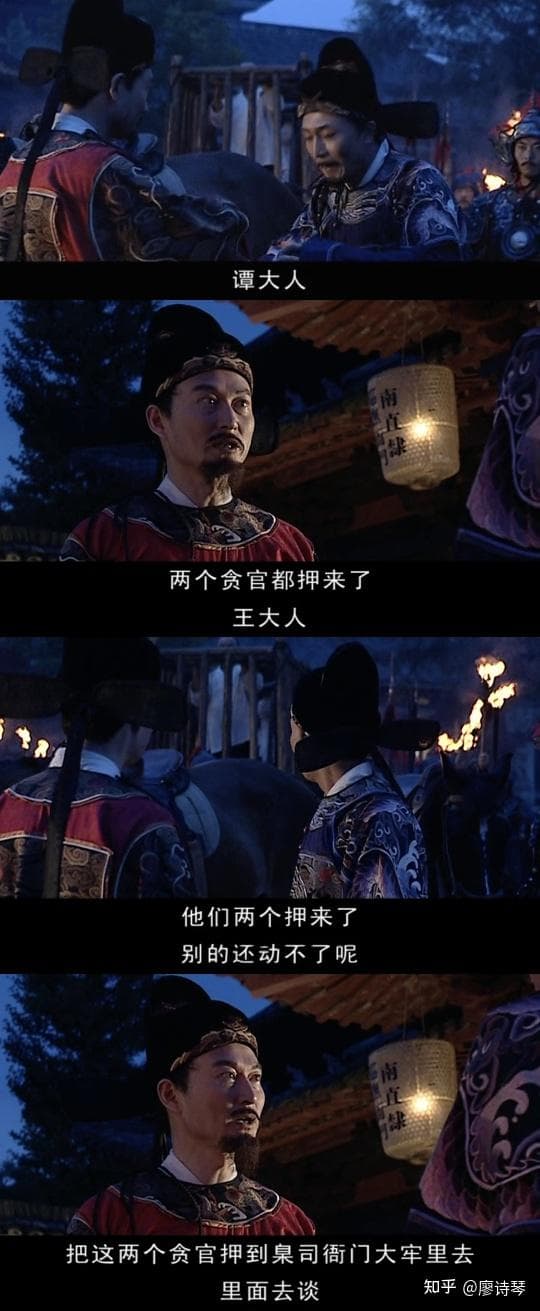 谭大人
南直隶
两个贪官都押来了
王大人
他们两个押来了
别的还动不了呢
南直隶
把这两个贪官押到臬司衙门大牢里去
里面去谈
知乎 @廖诗琴